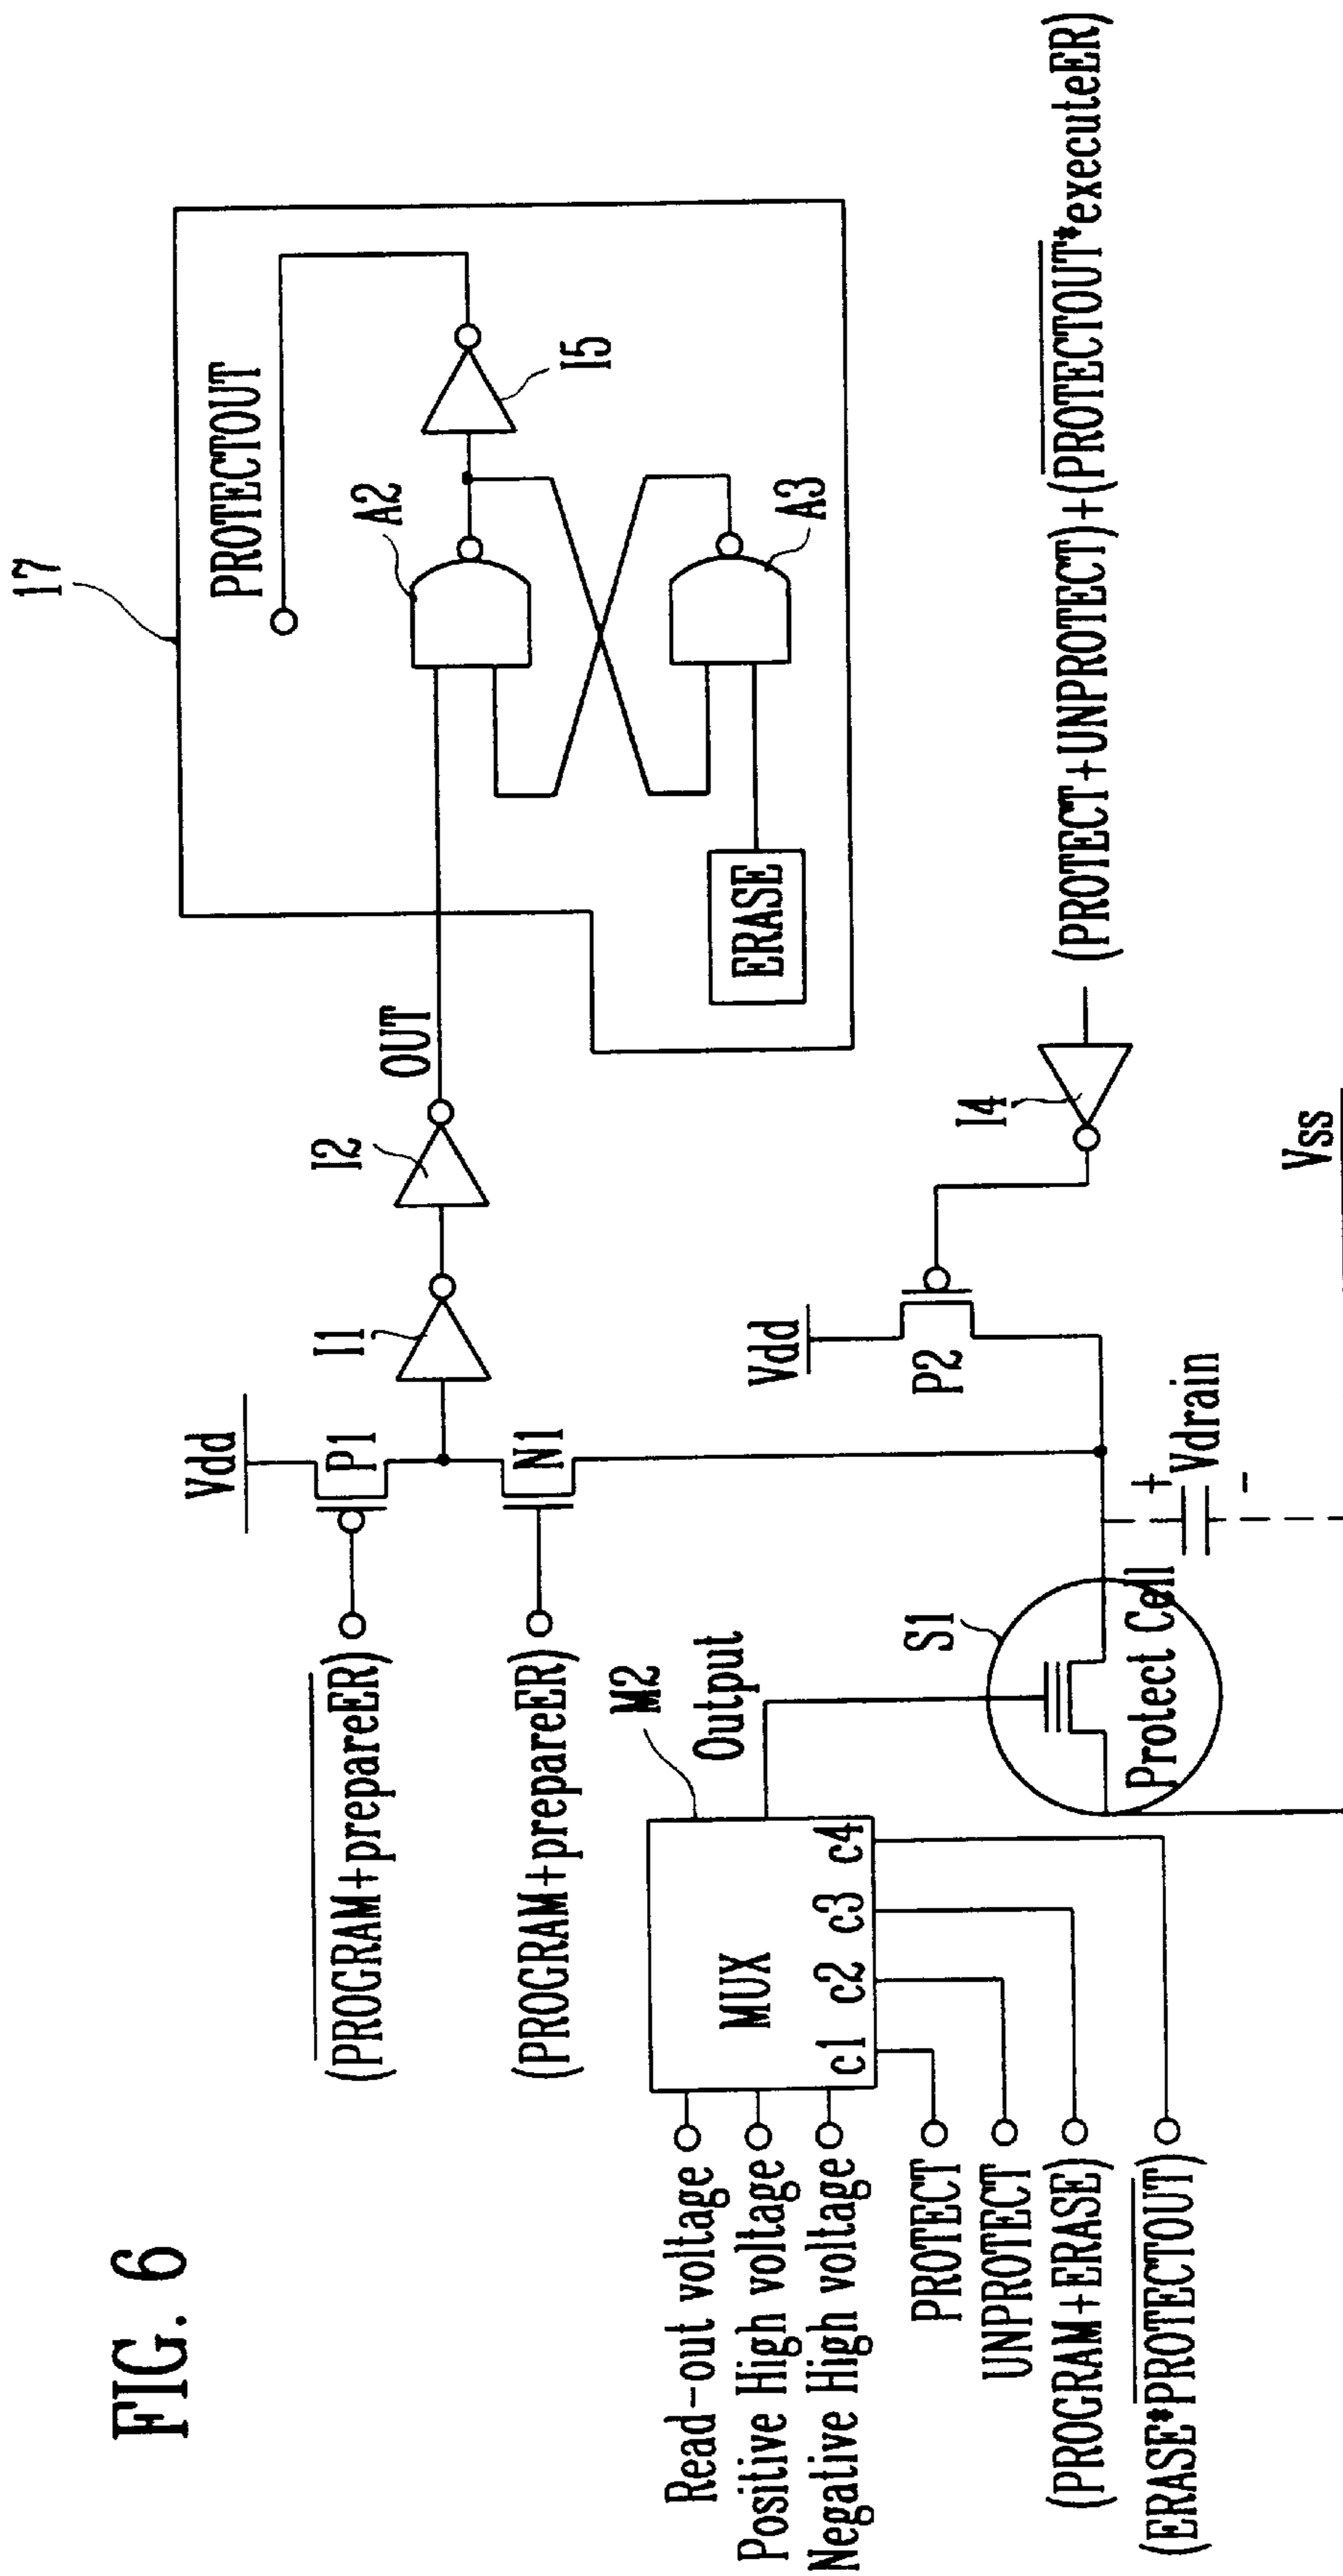 FIG. 6
17
PROTECTOUT
Vdd
P1
(PROGRAM+prepareER)
I1
I2
OUT
A2
I5
N1
(PROGRAM+prepareER)
A3
ERASE
M2
Output
MUX
c1
c2
c3
c4
Read-out voltage
Positive High voltage
Negative High voltage
PROTECT
UNPROTECT
(PROGRAM+ERASE)
(ERASE*PROTECTOUT)
S1
Protect Cell
Vdd
P2
I4
(PROTECT+UNPROTECT)+(PROTECTOUT*executeER)
+
Vdrain
-
Vss